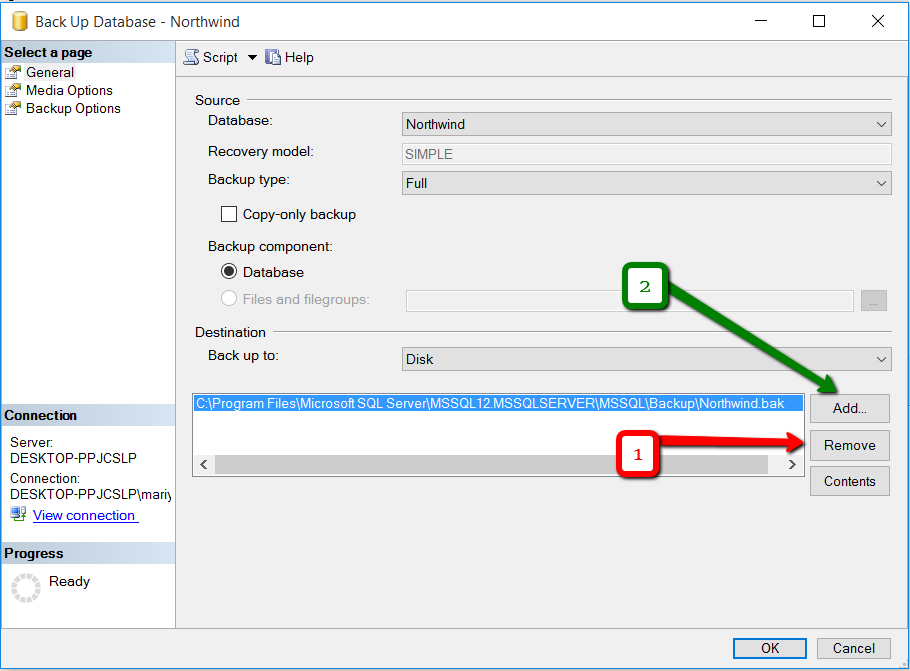 Back Up Database - Northwind
Select a page
General
Media Options
Backup Options
Script
Help
Source
Database:
Northwind
Recovery model:
SIMPLE
Backup type:
Full
Copy-only backup
Backup component:
Database
Files and filegroups:
...
2
Destination
Back up to:
Disk
C:\Program Files\Microsoft SQL Server\MSSQL12.MSSQLSERVER\MSSQL\Backup\Northwind.bak
Add...
1
Remove
Contents
Connection
Server:
DESKTOP-PPJCSLP
Connection:
DESKTOP-PPJCSLP\mariy
View connection
Progress
Ready
OK
Cancel